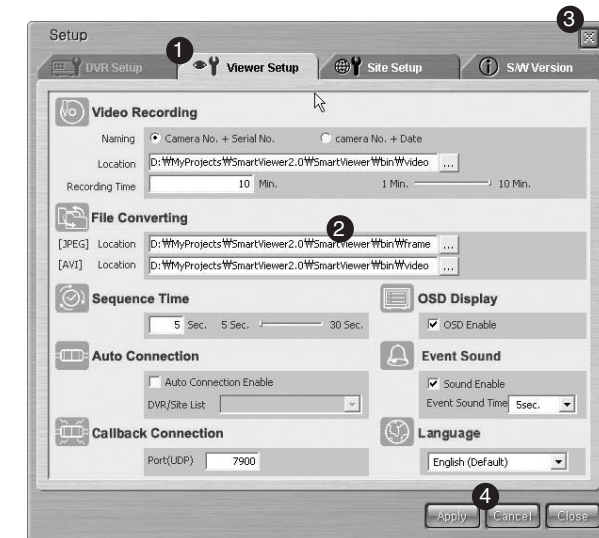 3
Setup
1
DVR Setup
Viewer Setup
Site Setup
S/W Version
Video Recording
Naming
Camera No. + Serial No.
camera No. + Date
Location
D:₩MyProjects₩SmartViewer2.0₩SmartViewer₩bin₩video
...
Recording Time
10 Min.
1 Min.
10 Min.
File Converting
2
[JPEG] Location
D:₩MyProjects₩SmartViewer2.0₩SmartViewer₩bin₩frame
...
[AVI] Location
D:₩MyProjects₩SmartViewer2.0₩SmartViewer₩bin₩video
...
Sequence Time
5 Sec.
5 Sec.
30 Sec.
OSD Display
OSD Enable
Auto Connection
Auto Connection Enable
DVR/Site List
Event Sound
Sound Enable
Event Sound Time
5sec.
Callback Connection
Port(UDP)
7900
Language
English (Default)
4
Apply
Cancel
Close